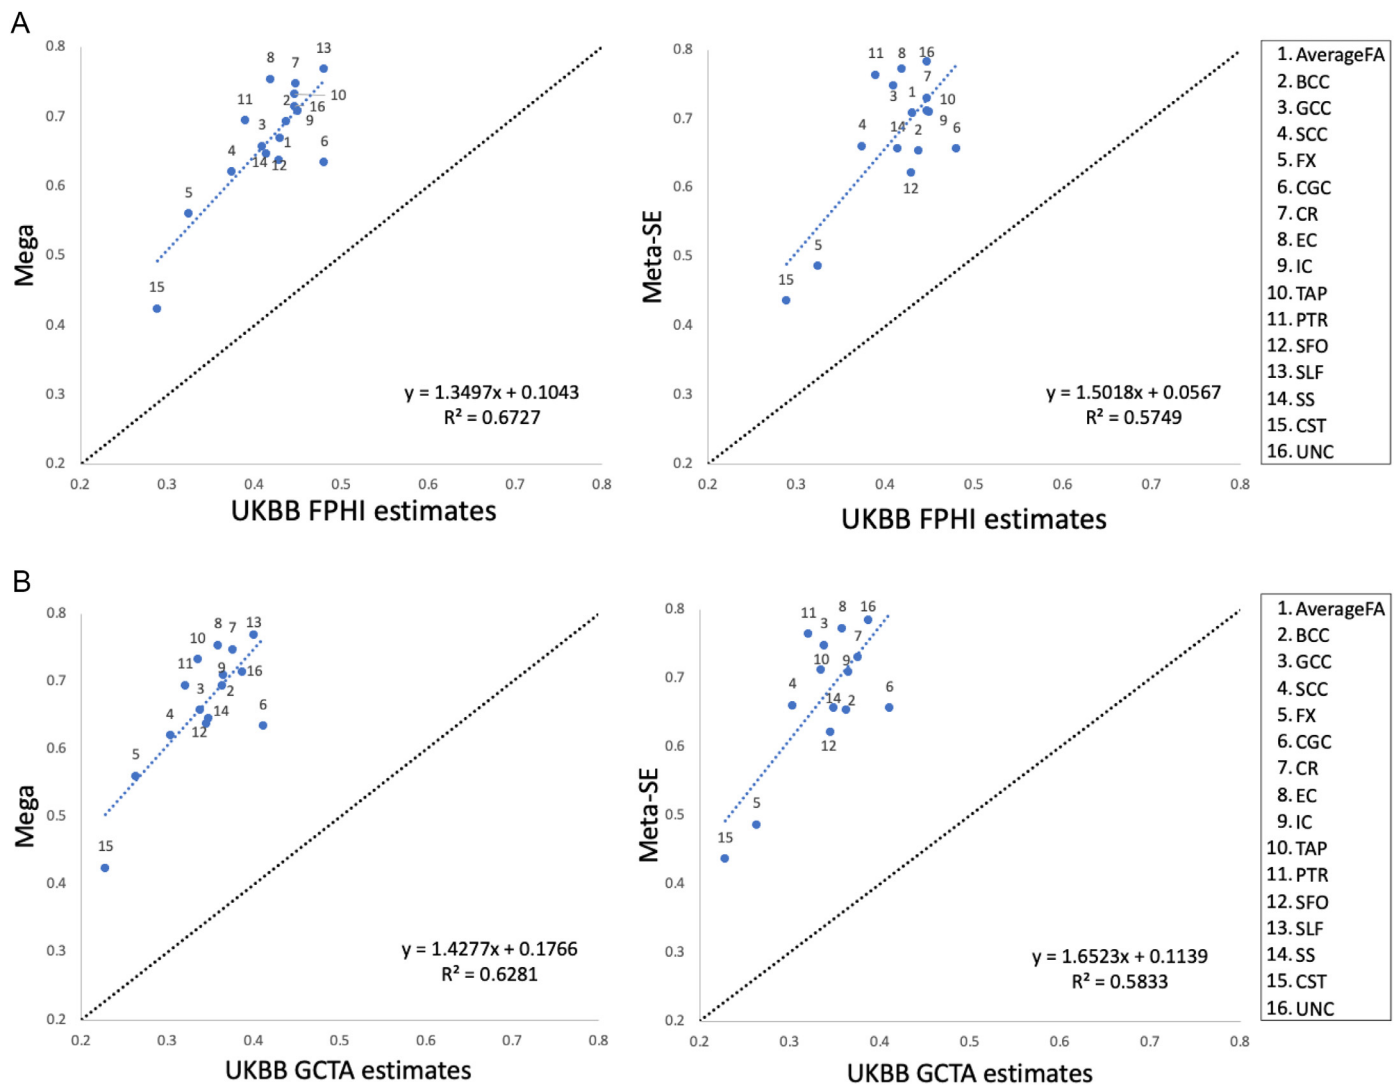 A
Mega
0.8
0.7
0.6
0.5
0.4
0.3
0.2
8
7
13
11
2
16
10
9
3
1
14
12
6
4
5
15
y = 1.3497x + 0.1043
R² = 0.6727
0.2 0.3 0.4 0.5 0.6 0.7 0.8
UKBB FPHI estimates
Meta-SE
0.8
0.7
0.6
0.5
0.4
0.3
0.2
11
8
16
7
3
1
10
4
14
2
9
6
12
5
15
y = 1.5018x + 0.0567
R² = 0.5749
0.2 0.3 0.4 0.5 0.6 0.7 0.8
UKBB FPHI estimates
1. AverageFA
2. BCC
3. GCC
4. SCC
5. FX
6. CGC
7. CR
8. EC
9. IC
10. TAP
11. PTR
12. SFO
13. SLF
14. SS
15. CST
16. UNC
B
Mega
0.8
0.7
0.6
0.5
0.4
0.3
0.2
8
7
13
10
11
9
16
3
2
4
14
12
6
5
15
y = 1.4277x + 0.1766
R² = 0.6281
0.2 0.3 0.4 0.5 0.6 0.7 0.8
UKBB GCTA estimates
Meta-SE
0.8
0.7
0.6
0.5
0.4
0.3
0.2
11
8
16
3
7
10
9
4
14
2
6
12
5
15
y = 1.6523x + 0.1139
R² = 0.5833
0.2 0.3 0.4 0.5 0.6 0.7 0.8
UKBB GCTA estimates
1. AverageFA
2. BCC
3. GCC
4. SCC
5. FX
6. CGC
7. CR
8. EC
9. IC
10. TAP
11. PTR
12. SFO
13. SLF
14. SS
15. CST
16. UNC